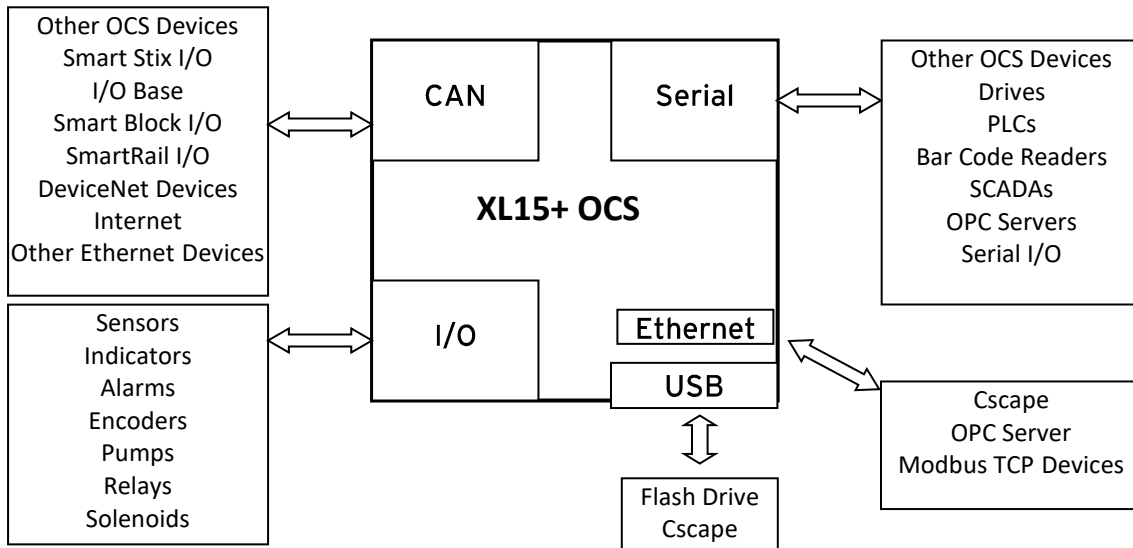 Other OCS Devices
Smart Stix I/O
I/O Base
Smart Block I/O
SmartRail I/O
DeviceNet Devices
Internet
Other Ethernet Devices
Sensors
Indicators
Alarms
Encoders
Pumps
Relays
Solenoids
CAN
Serial
XL15+ OCS
I/O
Ethernet
USB
Flash Drive
Cscape
Other OCS Devices
Drives
PLCs
Bar Code Readers
SCADAs
OPC Servers
Serial I/O
Cscape
OPC Server
Modbus TCP Devices